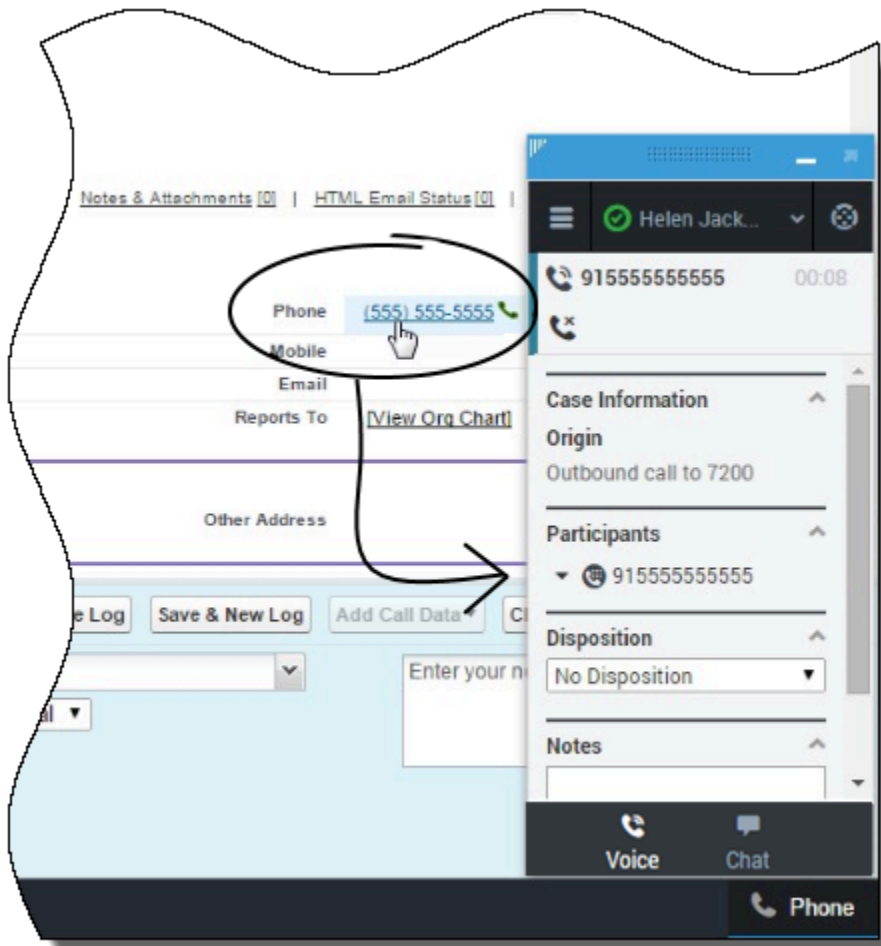 Notes & Attachments [0] | HTML Email Status [0] |
Phone (555) 555-5555
Mobile
Email
Reports To [View Org Chart]
Other Address
e Log Save & New Log Add Call Data Cl
Enter your n
al
Helen Jack...
915555555555 00:08
Case Information
Origin
Outbound call to 7200
Participants
915555555555
Disposition
No Disposition
Notes
Voice Chat
Phone